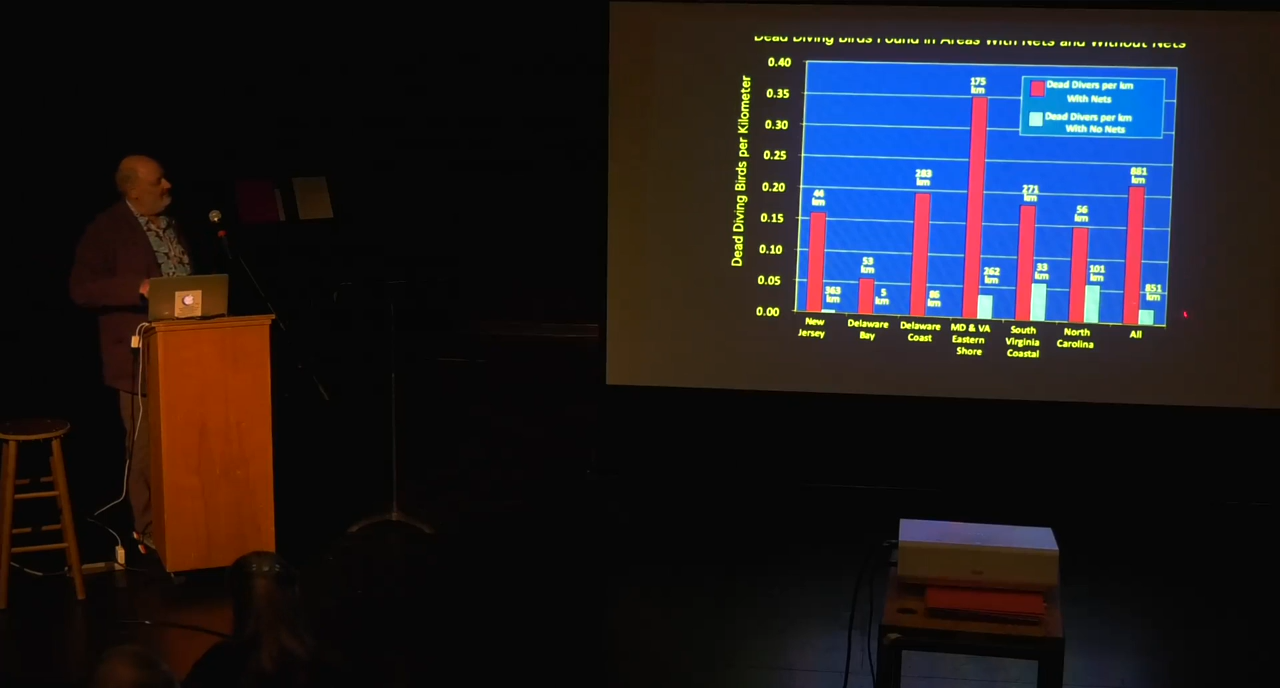 Dead Diving Birds Found in Areas With Nets and Without Nets
Dead Diving Birds per Kilometer
0.40
0.35
0.30
0.25
0.20
0.15
0.10
0.05
0.00
Dead Divers per km
With Nets
Dead Divers per km
With No Nets
44
km
363
km
53
km
5
km
283
km
86
km
175
km
262
km
271
km
33
km
56
km
101
km
881
km
851
km
New
Jersey
Delaware
Bay
Delaware
Coast
MD & VA
Eastern
Shore
South
Virginia
Coastal
North
Carolina
All